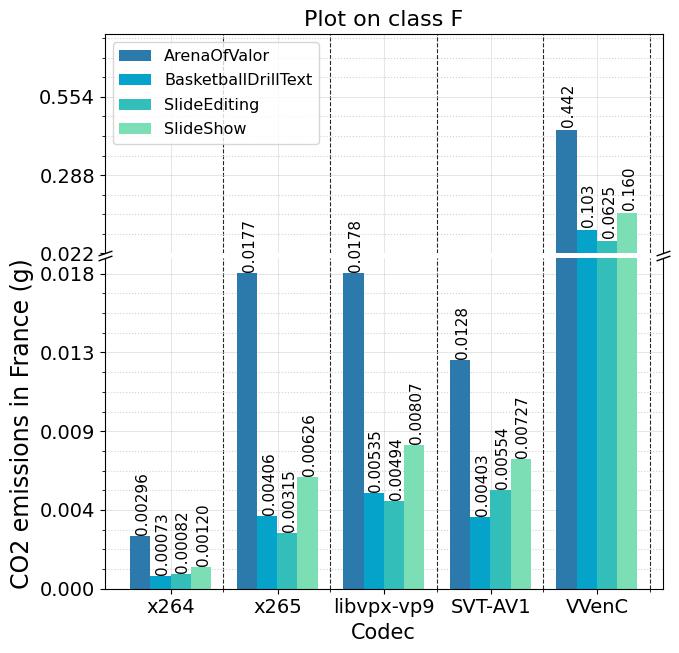 Plot on class F
ArenaOfValor
BasketballDrillText
SlideEditing
SlideShow
0.554
0.288
0.022
0.018
0.013
0.009
0.004
0.000
CO2 emissions in France (g)
0.00296
0.00073
0.00082
0.00120
0.0177
0.00406
0.00315
0.00626
0.0178
0.00535
0.00494
0.00807
0.0128
0.00403
0.00554
0.00727
0.442
0.103
0.0625
0.160
x264
x265
libvpx-vp9
SVT-AV1
VVenC
Codec